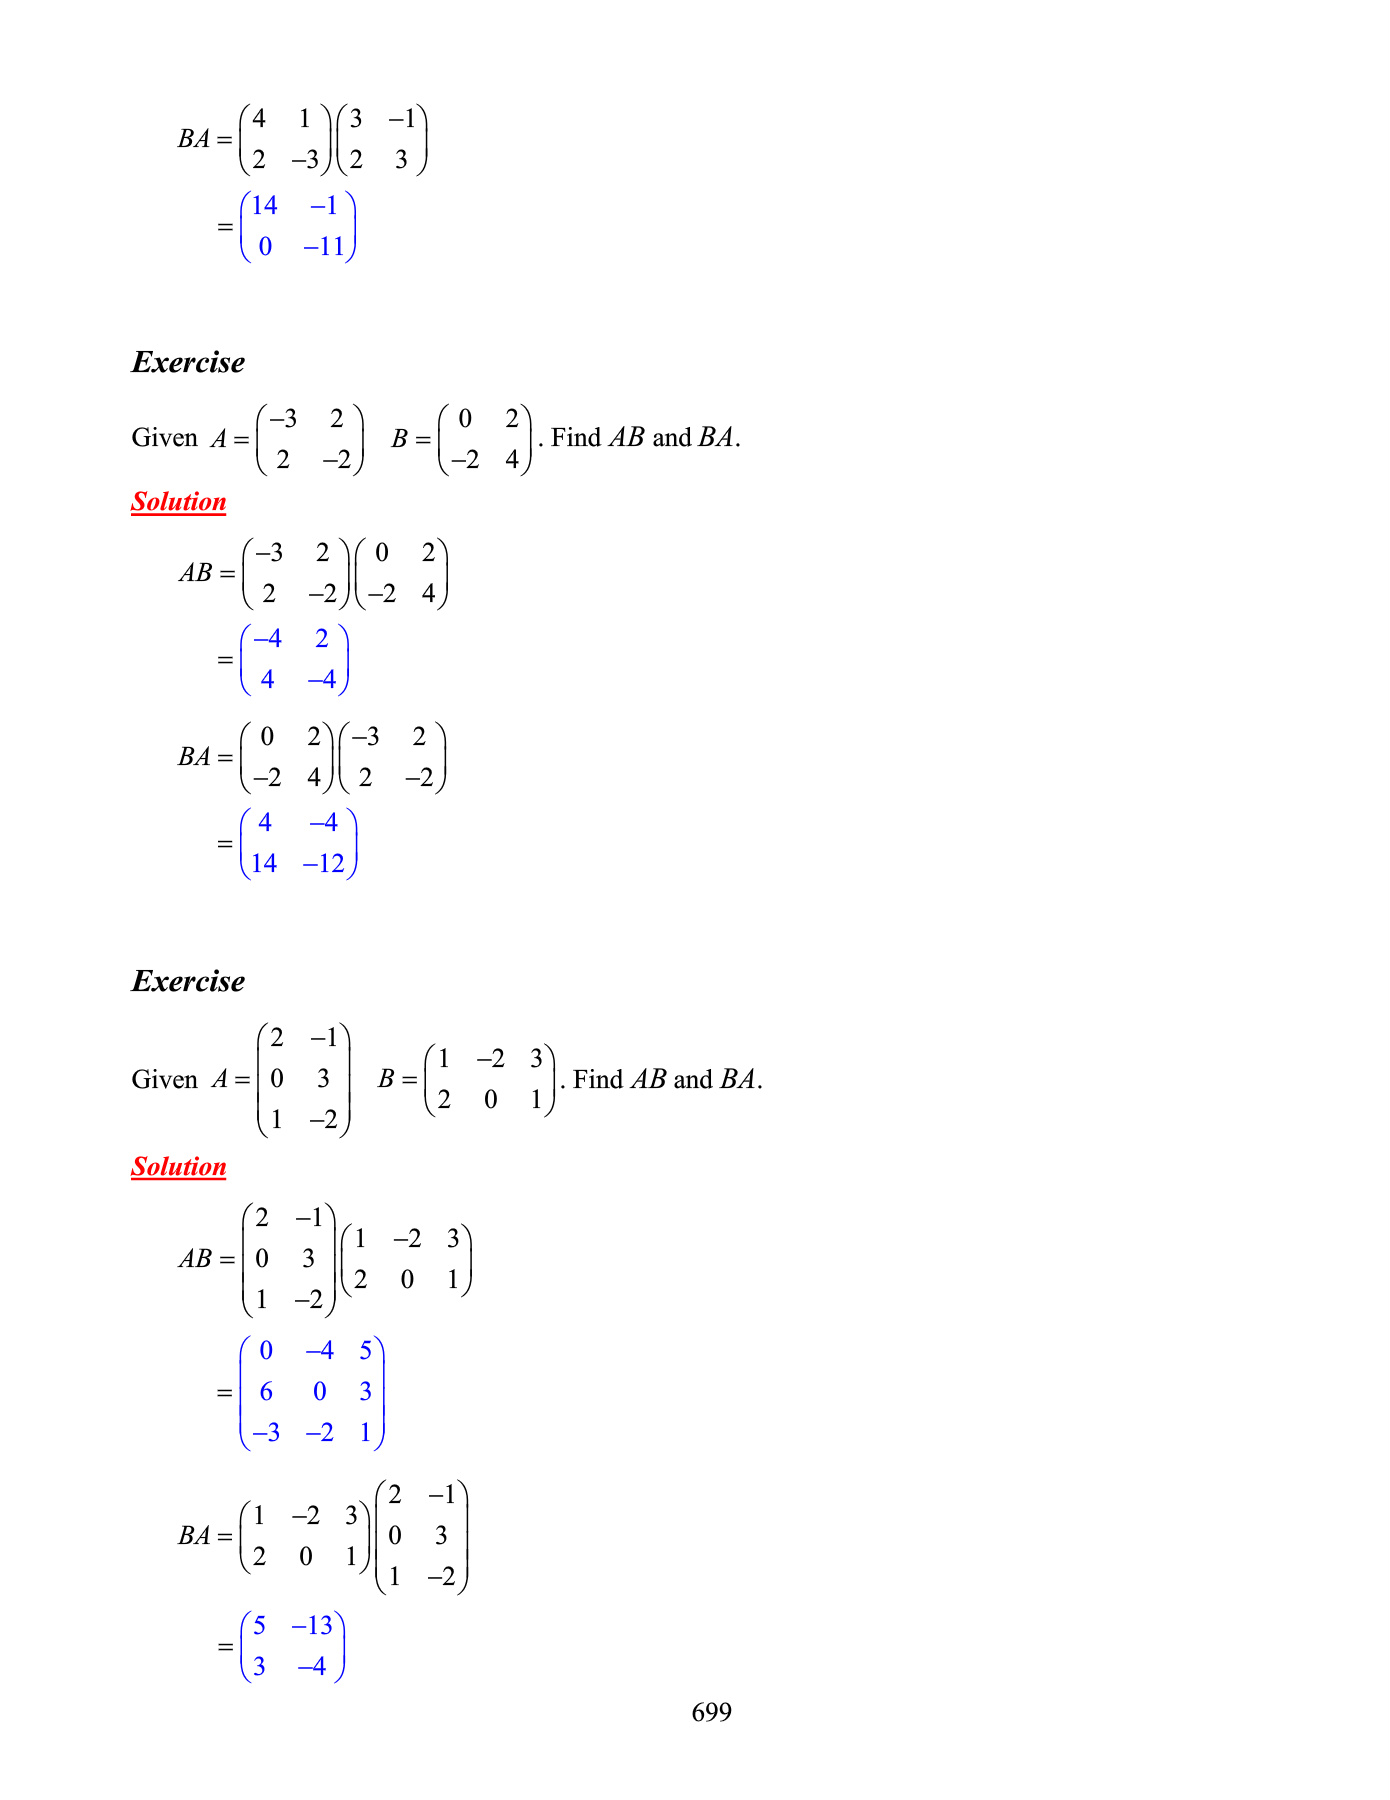 BA = \begin{pmatrix} 4 & 1 \\ 2 & -3 \end{pmatrix} \begin{pmatrix} 3 & -1 \\ 2 & 3 \end{pmatrix}
= \begin{pmatrix} 14 & -1 \\ 0 & -11 \end{pmatrix}
Exercise
Given A = \begin{pmatrix} -3 & 2 \\ 2 & -2 \end{pmatrix} B = \begin{pmatrix} 0 & 2 \\ -2 & 4 \end{pmatrix}. Find AB and BA.
Solution
AB = \begin{pmatrix} -3 & 2 \\ 2 & -2 \end{pmatrix} \begin{pmatrix} 0 & 2 \\ -2 & 4 \end{pmatrix}
= \begin{pmatrix} -4 & 2 \\ 4 & -4 \end{pmatrix}
BA = \begin{pmatrix} 0 & 2 \\ -2 & 4 \end{pmatrix} \begin{pmatrix} -3 & 2 \\ 2 & -2 \end{pmatrix}
= \begin{pmatrix} 4 & -4 \\ 14 & -12 \end{pmatrix}
Exercise
Given A = \begin{pmatrix} 2 & -1 \\ 0 & 3 \\ 1 & -2 \end{pmatrix} B = \begin{pmatrix} 1 & -2 & 3 \\ 2 & 0 & 1 \end{pmatrix}. Find AB and BA.
Solution
AB = \begin{pmatrix} 2 & -1 \\ 0 & 3 \\ 1 & -2 \end{pmatrix} \begin{pmatrix} 1 & -2 & 3 \\ 2 & 0 & 1 \end{pmatrix}
= \begin{pmatrix} 0 & -4 & 5 \\ 6 & 0 & 3 \\ -3 & -2 & 1 \end{pmatrix}
BA = \begin{pmatrix} 1 & -2 & 3 \\ 2 & 0 & 1 \end{pmatrix} \begin{pmatrix} 2 & -1 \\ 0 & 3 \\ 1 & -2 \end{pmatrix}
= \begin{pmatrix} 5 & -13 \\ 3 & -4 \end{pmatrix}
699